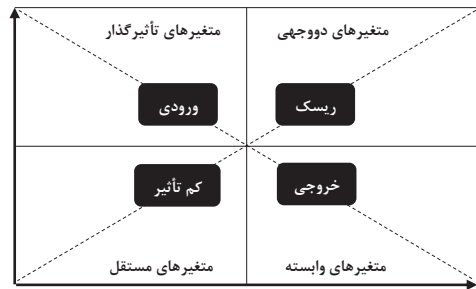 متغیرهای دووجهی
متغیرهای تأثیرگذار
ریسک
ورودی
خروجی
کم تأثیر
متغیرهای وابسته
متغیرهای مستقل